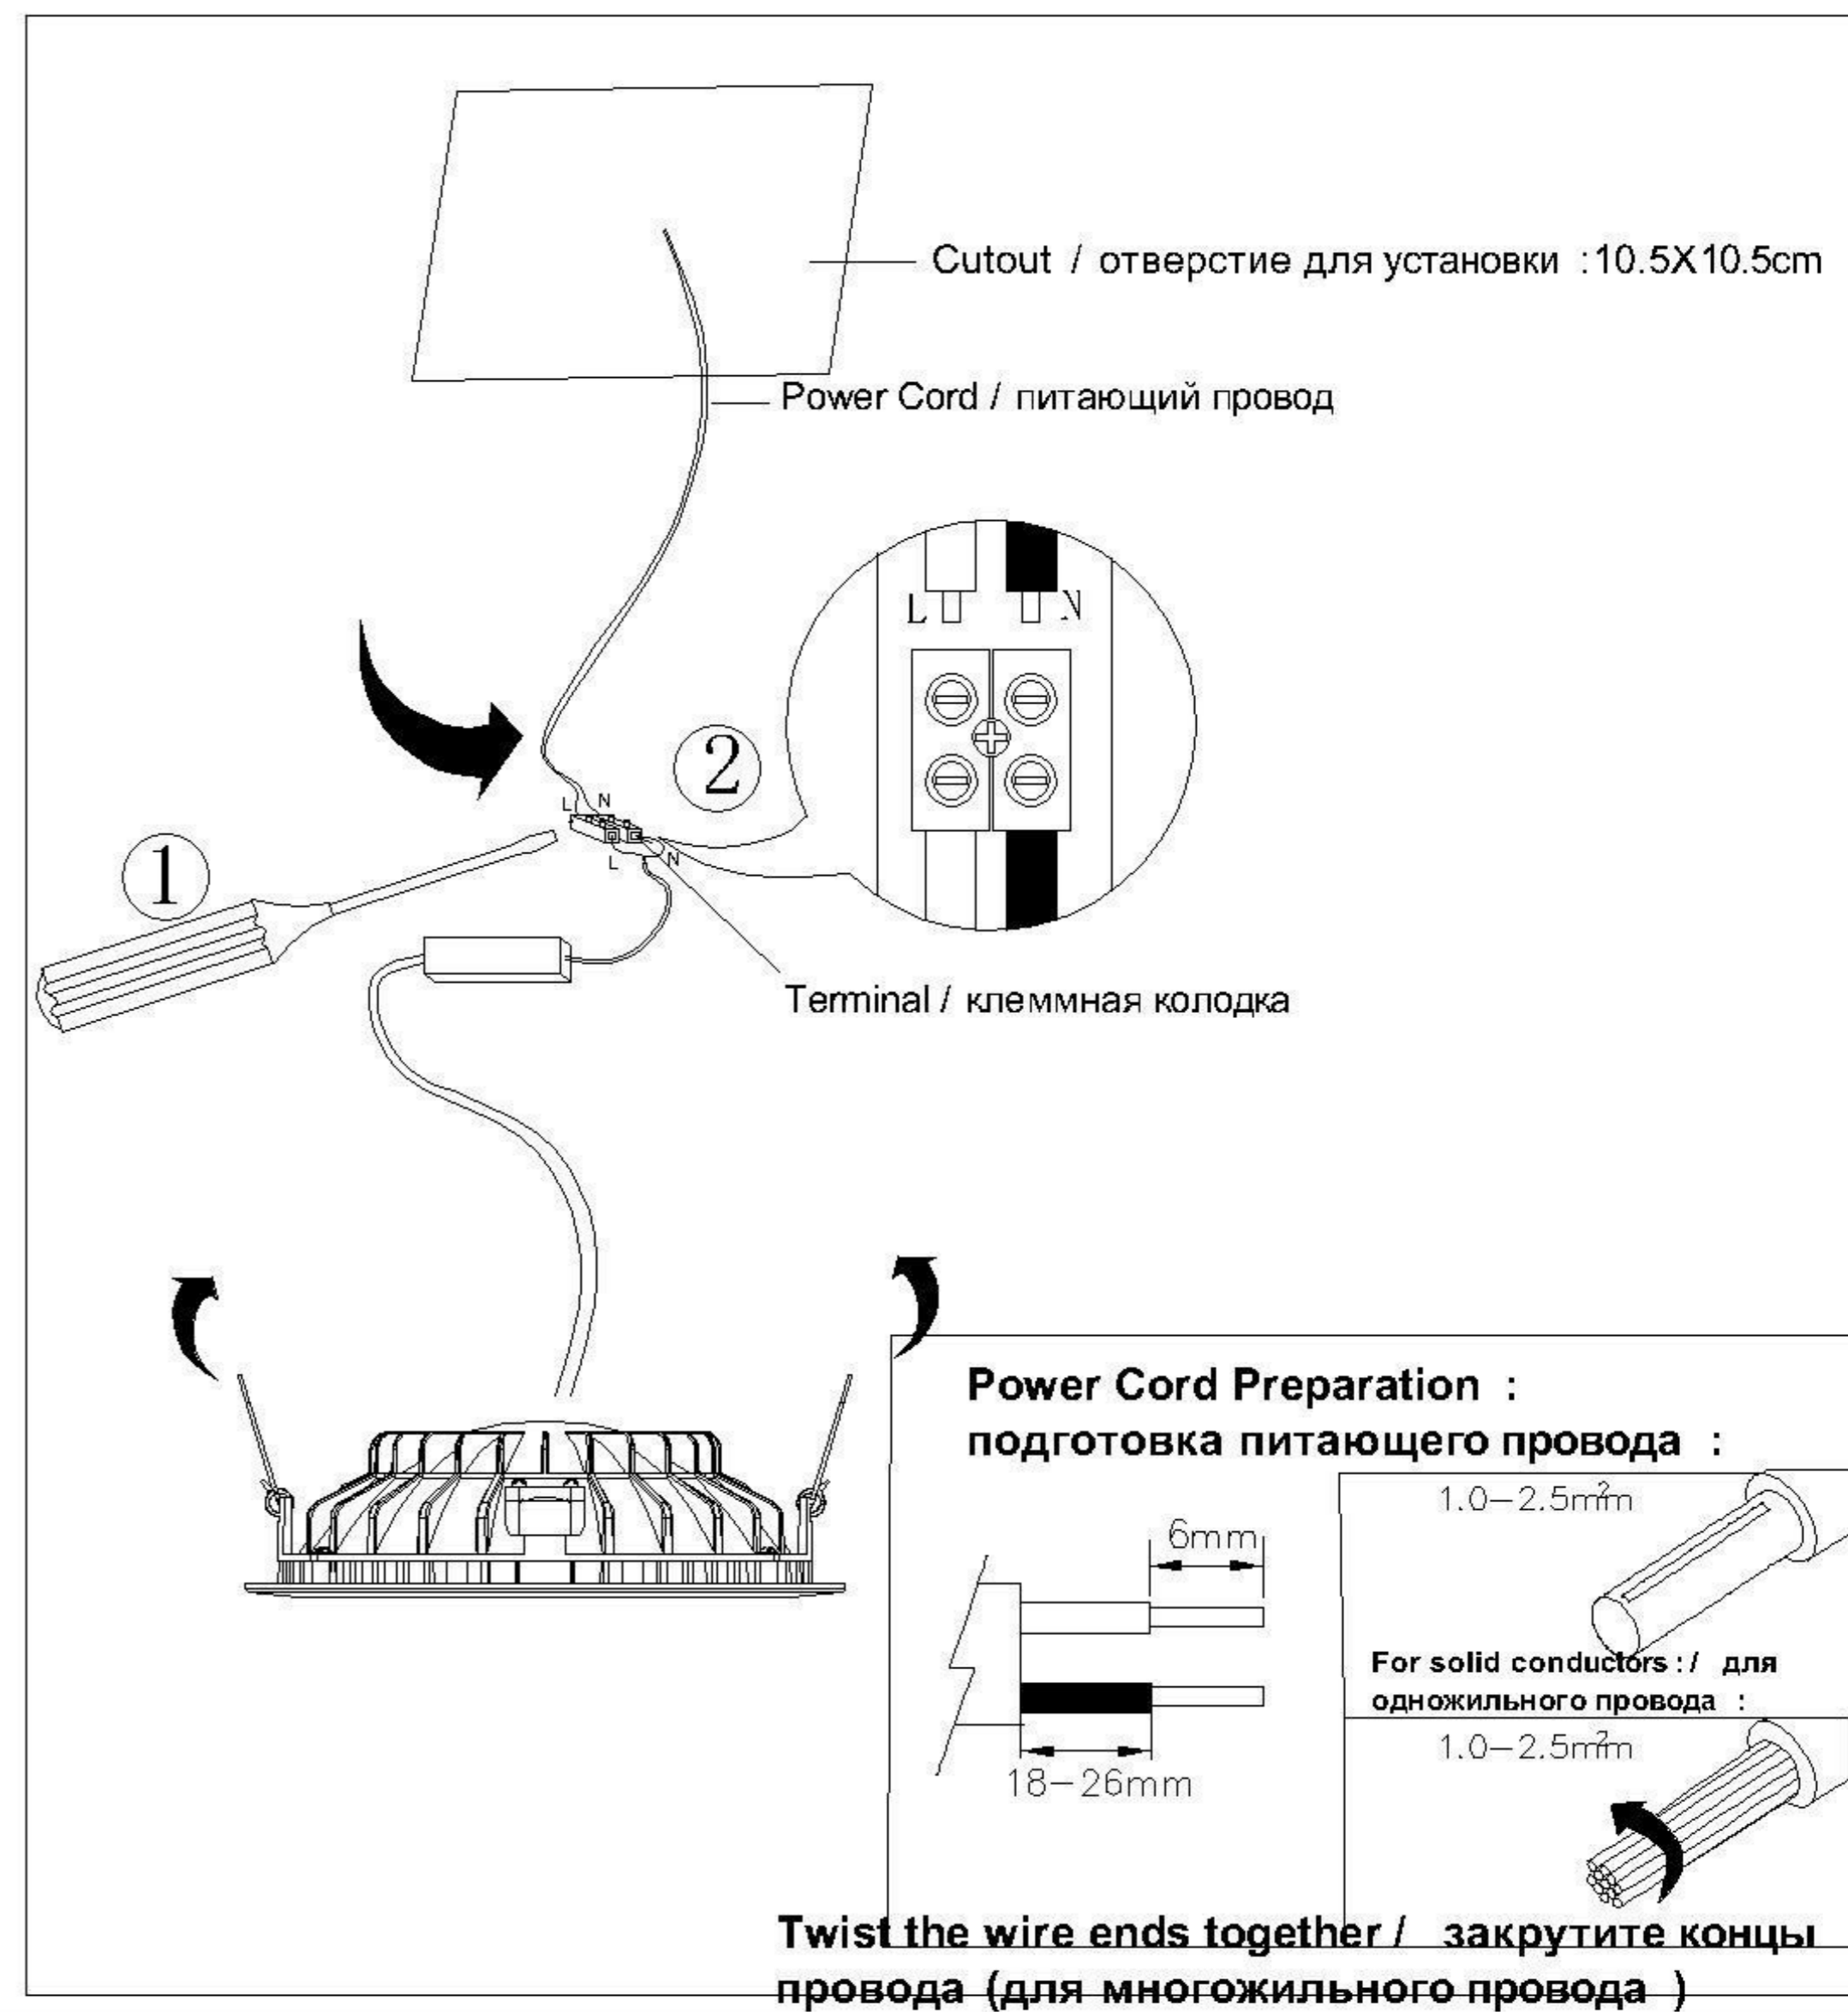 Cutout / отверстие для установки :10.5X10.5cm
Power Cord / питающий провод
L N
2
L N
1
L N
Terminal / клеммная колодка
Power Cord Preparation :
подготовка питающего провода :
1.0-2.5mm²
6mm
For solid conductors : / для
одножильного провода :
1.0-2.5mm²
18-26mm
Twist the wire ends together / закрутите концы
провода (для многожильного провода )